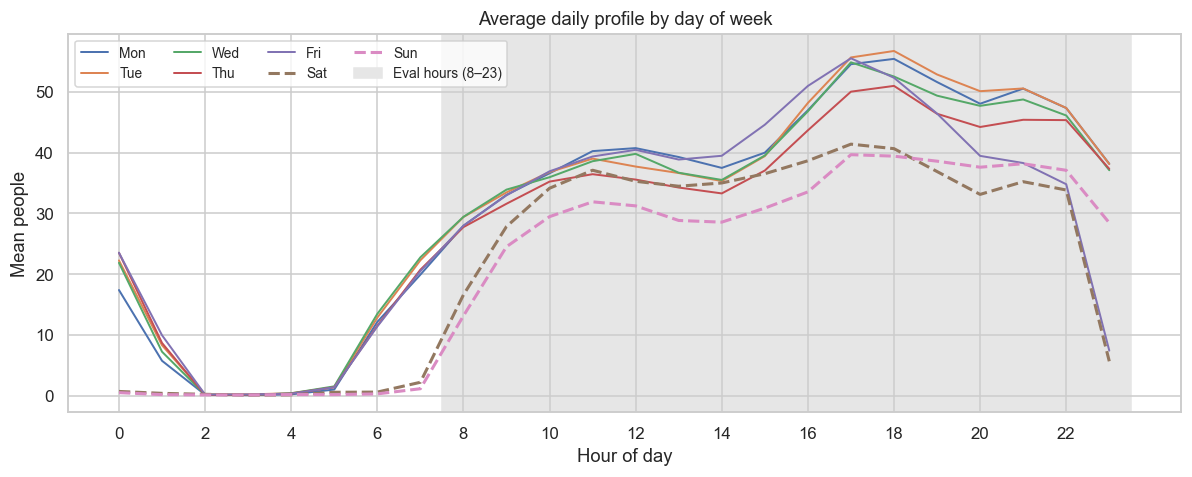 Average daily profile by day of week
Mon Wed Fri Sun
Tue Thu Sat Eval hours (8–23)
Mean people
50
40
30
20
10
0
0 2 4 6 8 10 12 14 16 18 20 22
Hour of day